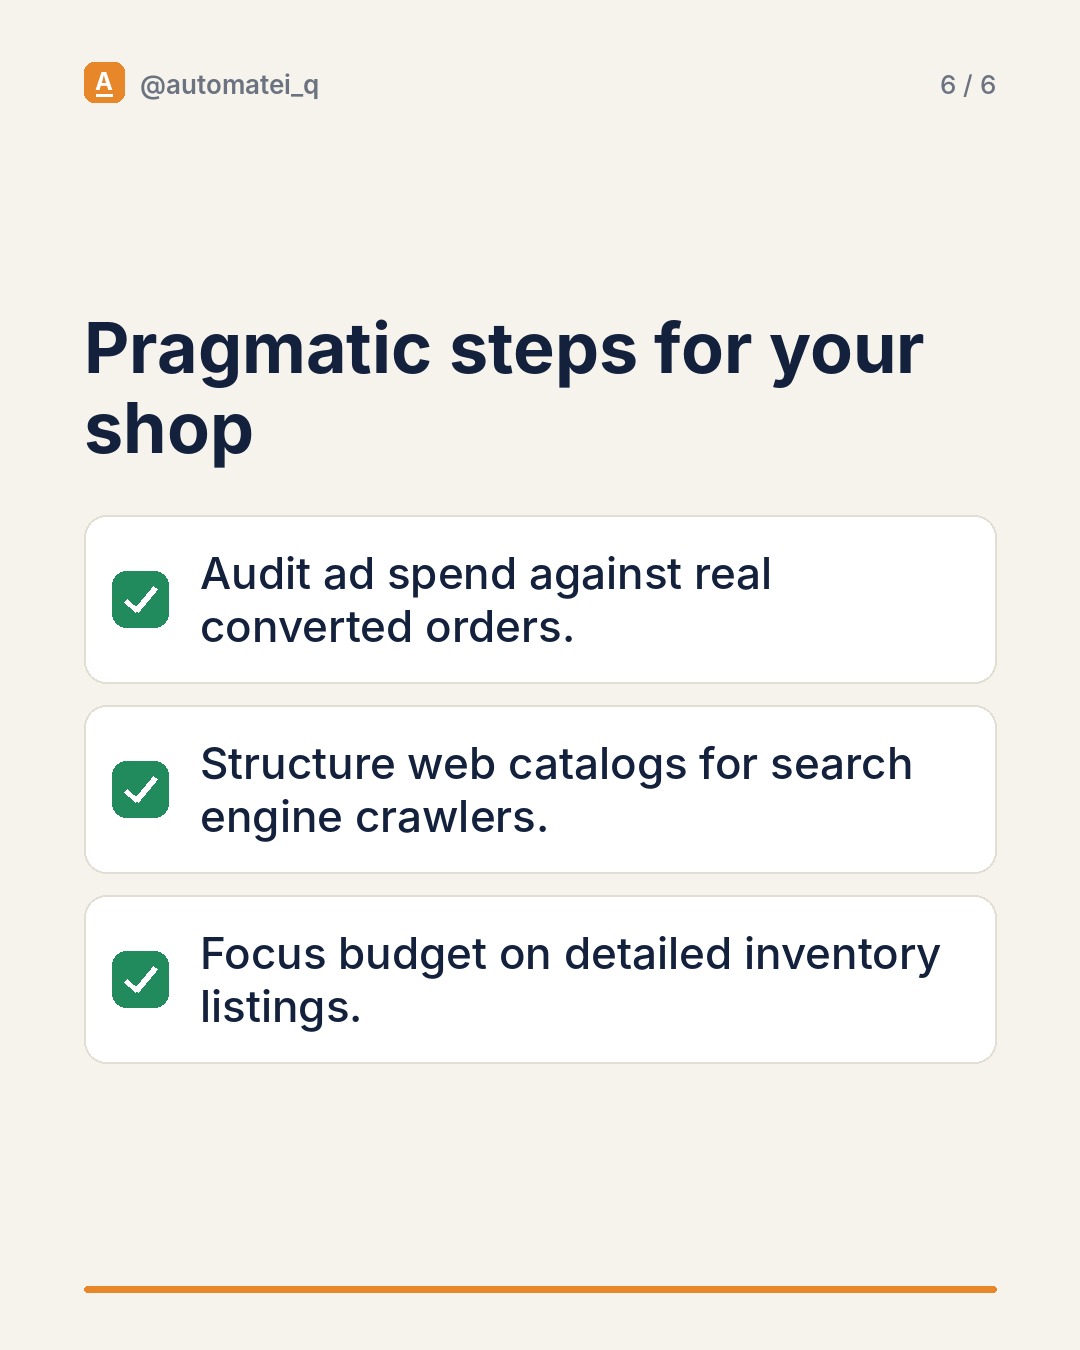 A @automatei_q
6 / 6
Pragmatic steps for your
shop
Audit ad spend against real
converted orders.
Structure web catalogs for search
engine crawlers.
Focus budget on detailed inventory
listings.